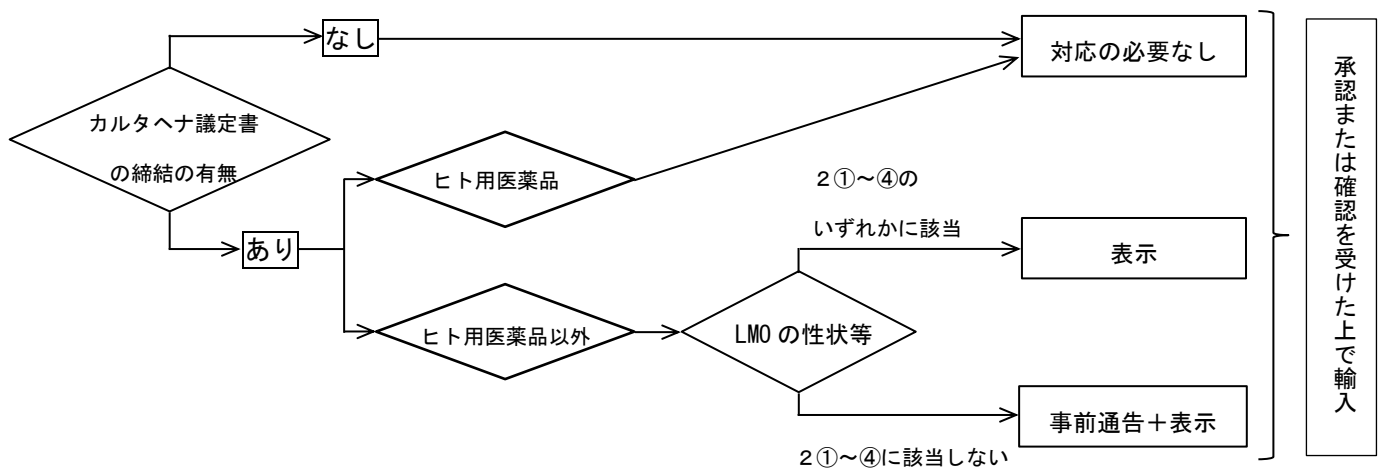 なし
対応の必要なし
カルタヘナ議定書
の締結の有無
ヒト用医薬品
２①～④の
いずれかに該当
あり
表示
ヒト用医薬品以外
LMO の性状等
事前通告＋表示
２①～④に該当しない
承認または確認を受けた上で輸入